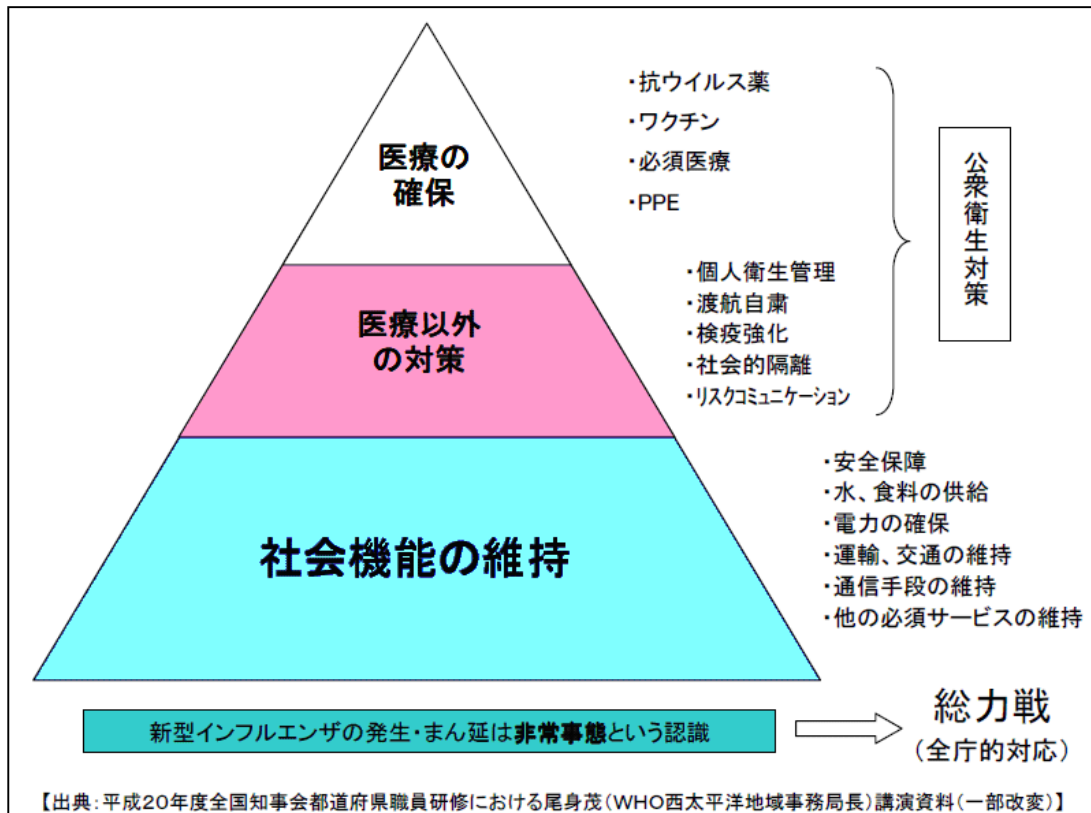 医療の
確保
・抗ウイルス薬
・ワクチン
・必須医療
・PPE
医療以外
の対策
・個人衛生管理
・渡航自粛
・検疫強化
・社会的隔離
・リスクコミュニケーション
公衆衛生対策
社会機能の維持
・安全保障
・水、食料の供給
・電力の確保
・運輸、交通の維持
・通信手段の維持
・他の必須サービスの維持
新型インフルエンザの発生・まん延は非常事態という認識
総力戦
(全庁的対応)
【出典:平成20年度全国知事会都道府県職員研修における尾身茂(WHO西太平洋地域事務局長)講演資料(一部改変)】